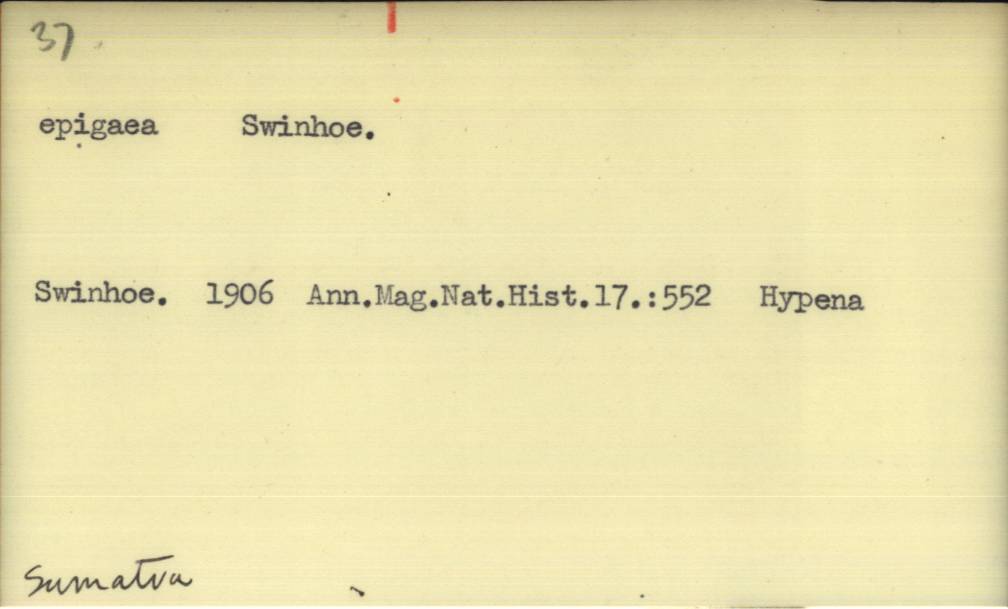 37
epigaea Swinhoe.
Swinhoe. 1906 Ann.Mag.Nat.Hist.17.:552 Hypena
Sumatra